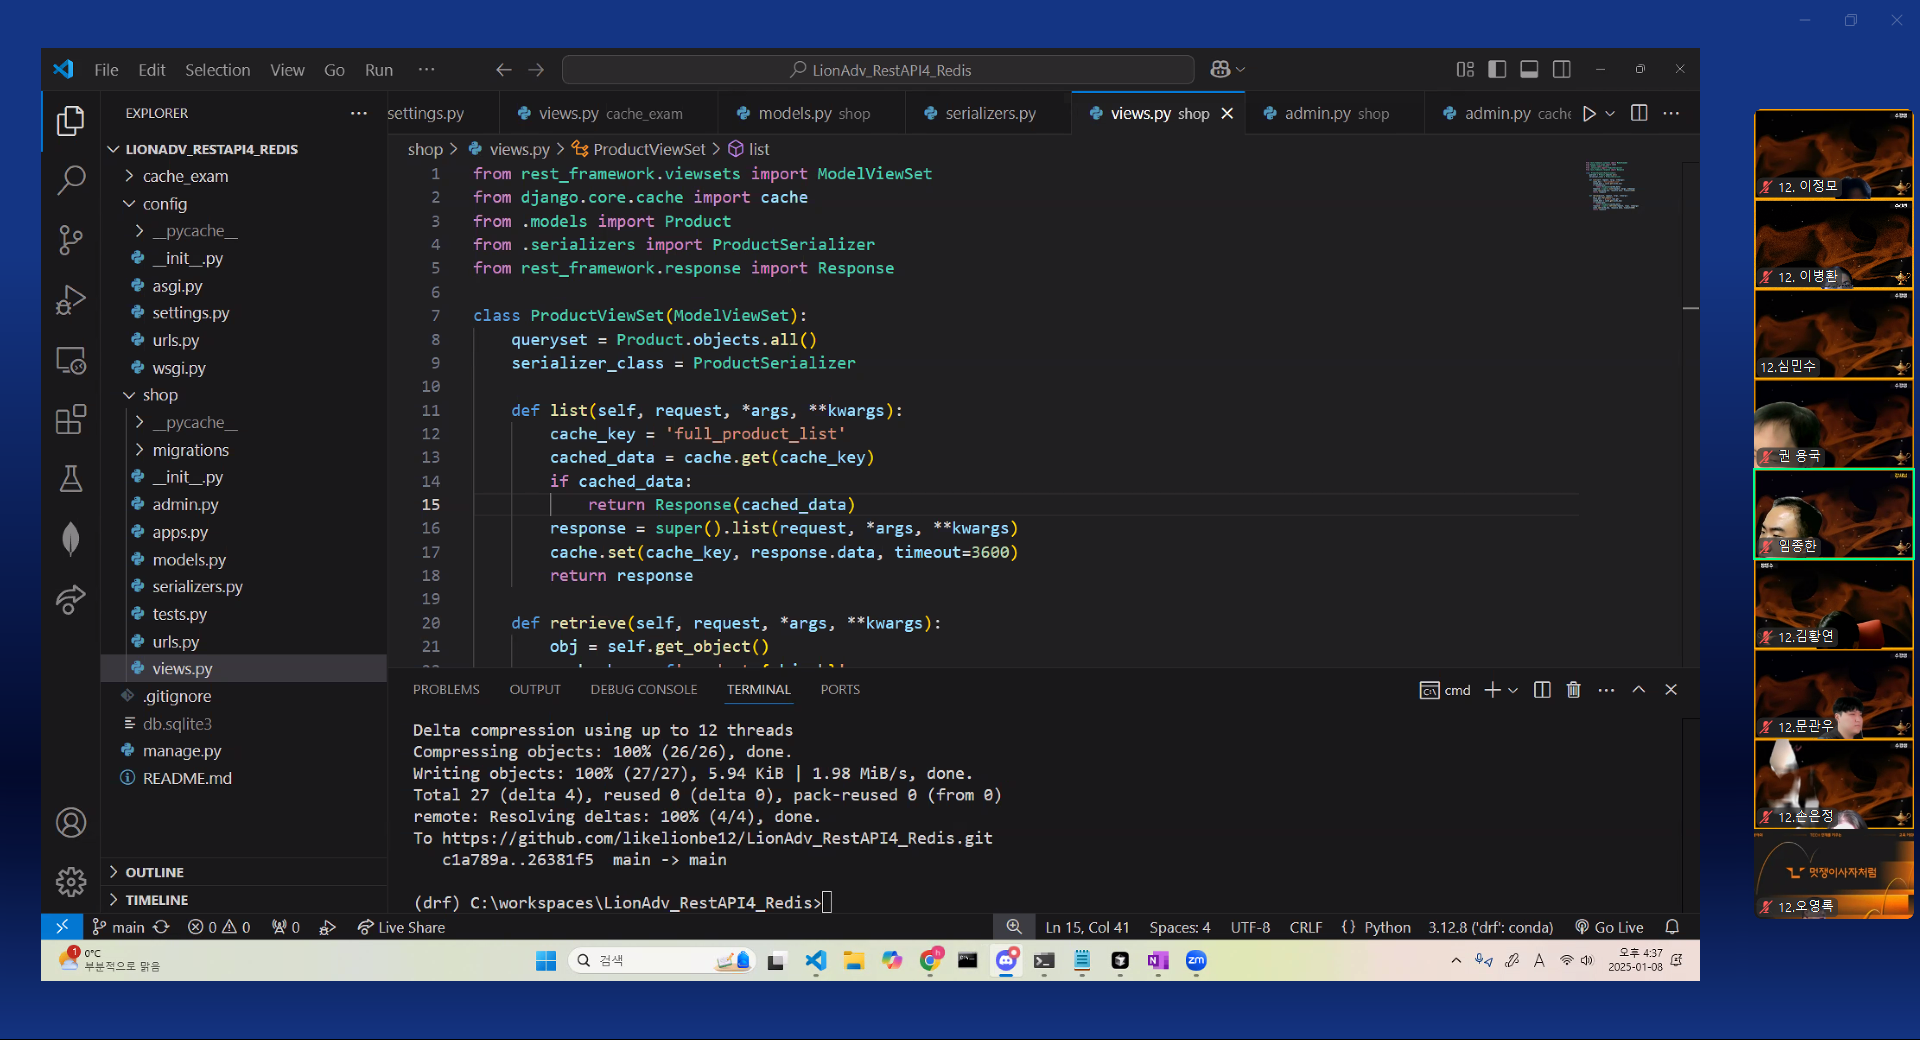 File Edit Selection View Go Run ··· LionAdv_RestAPI4_Redis
EXPLORER
settings.py views.py cache_exam models.py shop serializers.py views.py shop admin.py shop admin.py cache
shop > views.py > ProductViewSet > list
LIONADV_RESTAPI4_REDIS
cache_exam
config
__pycache__
__init__.py
asgi.py
settings.py
urls.py
wsgi.py
shop
__pycache__
migrations
__init__.py
admin.py
apps.py
models.py
serializers.py
tests.py
urls.py
views.py
.gitignore
db.sqlite3
manage.py
README.md
OUTLINE
TIMELINE
1 from rest_framework.viewsets import ModelViewSet
2 from django.core.cache import cache
3 from .models import Product
4 from .serializers import ProductSerializer
5 from rest_framework.response import Response
6
7 class ProductViewSet(ModelViewSet):
8 queryset = Product.objects.all()
9 serializer_class = ProductSerializer
10
11 def list(self, request, *args, **kwargs):
12 cache_key = 'full_product_list'
13 cached_data = cache.get(cache_key)
14 if cached_data:
15 return Response(cached_data)
16 response = super().list(request, *args, **kwargs)
17 cache.set(cache_key, response.data, timeout=3600)
18 return response
19
20 def retrieve(self, request, *args, **kwargs):
21 obj = self.get_object()
PROBLEMS OUTPUT DEBUG CONSOLE TERMINAL PORTS cmd
Delta compression using up to 12 threads
Compressing objects: 100% (26/26), done.
Writing objects: 100% (27/27), 5.94 KiB | 1.98 MiB/s, done.
Total 27 (delta 4), reused 0 (delta 0), pack-reused 0 (from 0)
remote: Resolving deltas: 100% (4/4), done.
To https://github.com/likelionbe12/LionAdv_RestAPI4_Redis.git
c1a789a..26381f5 main -> main
(drf) C:\workspaces\LionAdv_RestAPI4_Redis>
main 0 0 0 Live Share Ln 15, Col 41 Spaces: 4 UTF-8 CRLF {} Python 3.12.8 ('drf': conda) Go Live
1 0°C
부분적으로 맑음
검색
zm
A
오후 4:37
2025-01-08
12. 이정모
12. 이병환
12.심민수
권 용국
임종한
12.김황연
12.문관우
12.손은정
멋쟁이사자처럼
12.오영록